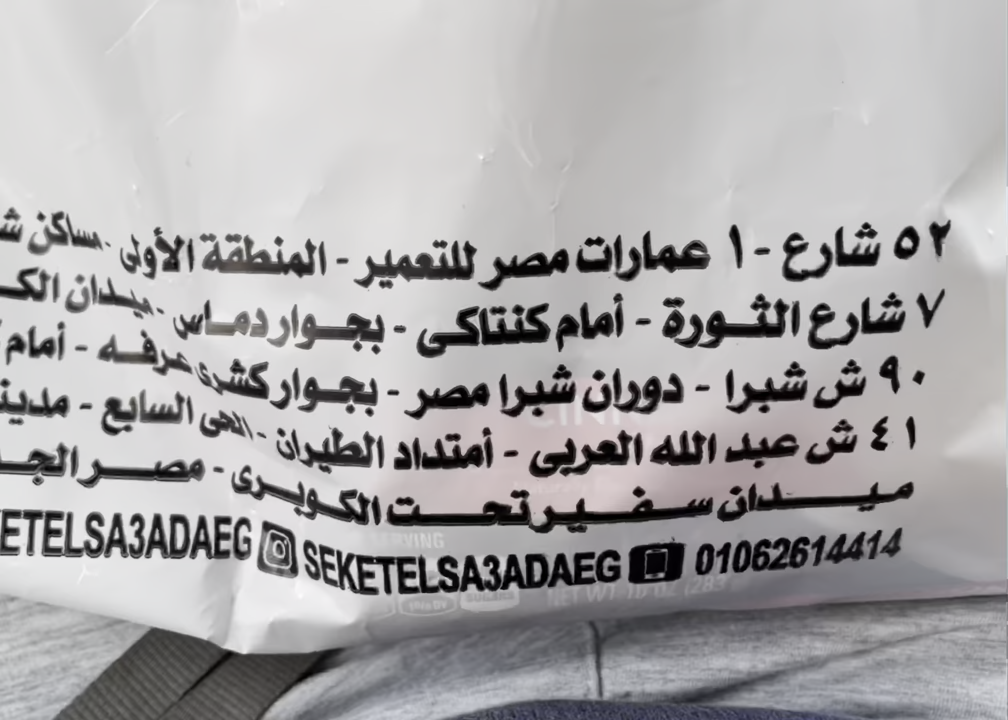 ٥٢ شارع - ١ عمارات مصر للتعمير - المنطقة الأولى - مساكن
٧ شارع الثورة - أمام كنتاكى - بجوار دماس - ميدان
٩٠ ش شبرا - دوران شبرا مصر - بجوار كشرى عرفه - أمام
٤١ ش عبد الله العربى - أمتداد الطيران - الحى السابع -
ميدان سفير تحت الكوبرى - مصر
ETELSA3ADAEG SEKETELSA3ADAEG 01062614414